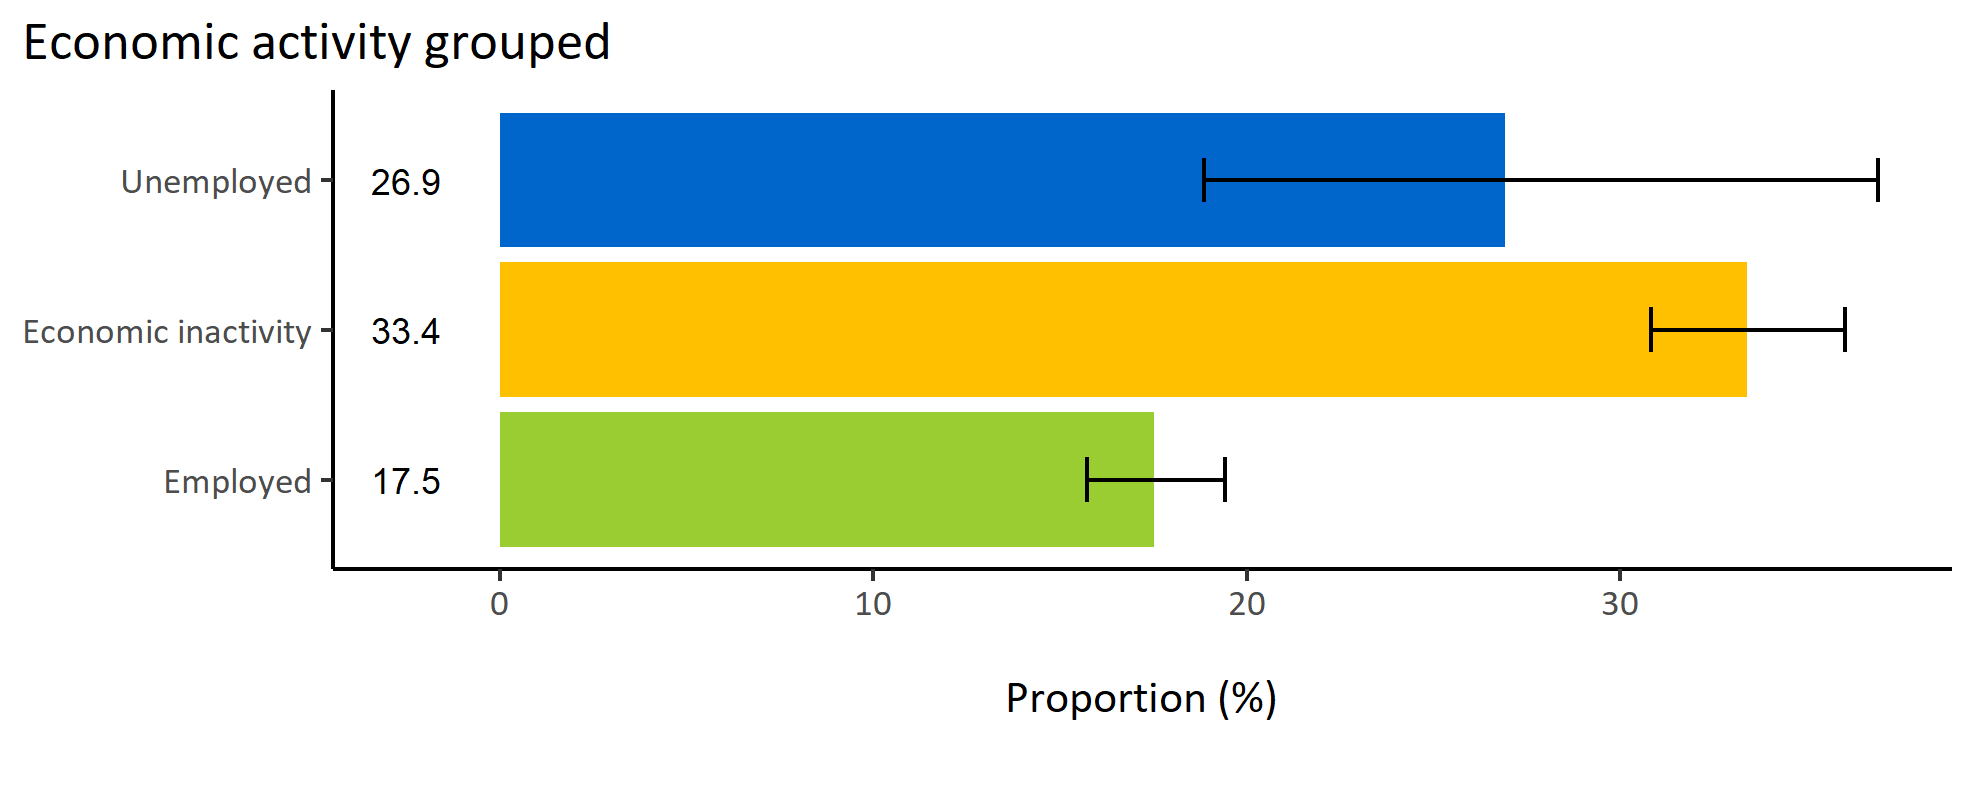 Economic activity grouped
Unemployed 26.9
Economic inactivity 33.4
Employed 17.5
0 10 20 30
Proportion (%)